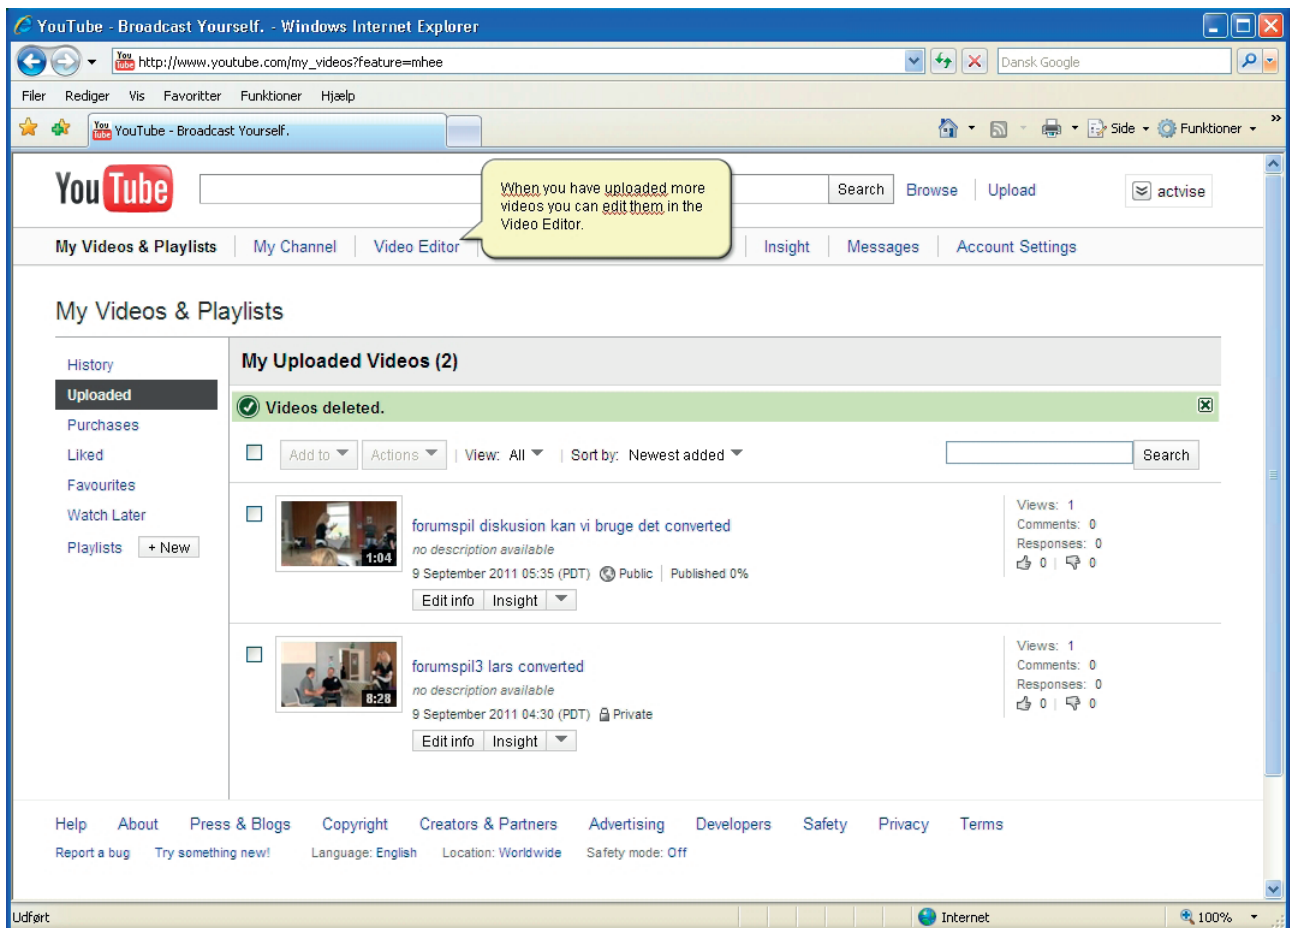 YouTube - Broadcast Yourself. - Windows Internet Explorer
http://www.youtube.com/my_videos?feature=mhee
Dansk Google
Filer Rediger Vis Favoritter Funktioner Hjælp
YouTube - Broadcast Yourself.
Side Funktioner
You Tube
Search Browse Upload actvise
When you have uploaded more
videos you can edit them in the
Video Editor.
My Videos & Playlists My Channel Video Editor Insight Messages Account Settings
My Videos & Playlists
History
Uploaded
Purchases
Liked
Favourites
Watch Later
Playlists + New
My Uploaded Videos (2)
Videos deleted.
Add to Actions View: All Sort by: Newest added Search
1:04
forumspil diskusion kan vi bruge det converted
no description available
9 September 2011 05:35 (PDT) Public Published 0%
Edit info Insight
Views: 1
Comments: 0
Responses: 0
0 0
8:28
forumspil3 lars converted
no description available
9 September 2011 04:30 (PDT) Private
Edit info Insight
Views: 1
Comments: 0
Responses: 0
0 0
Help About Press & Blogs Copyright Creators & Partners Advertising Developers Safety Privacy Terms
Report a bug Try something new! Language: English Location: Worldwide Safety mode: Off
Udført Internet 100%